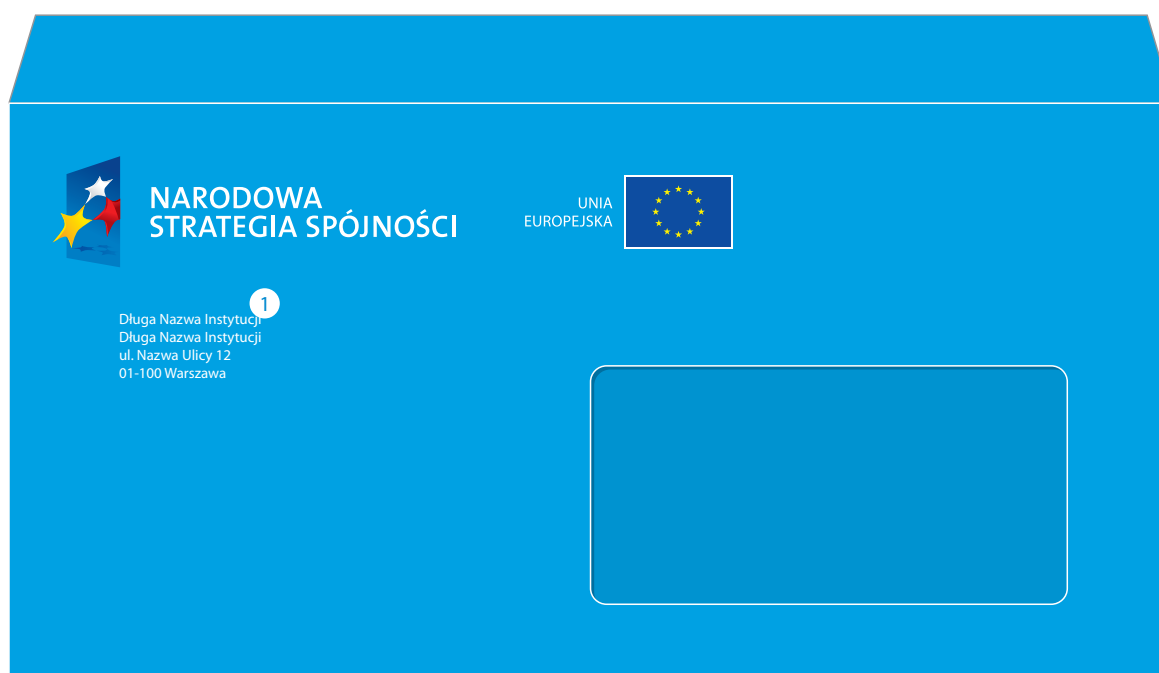 NARODOWA
STRATEGIA SPÓJNOŚCI
UNIA
EUROPEJSKA
1
Długa Nazwa Instytucji
Długa Nazwa Instytucji
ul. Nazwa Ulicy 12
01-100 Warszawa